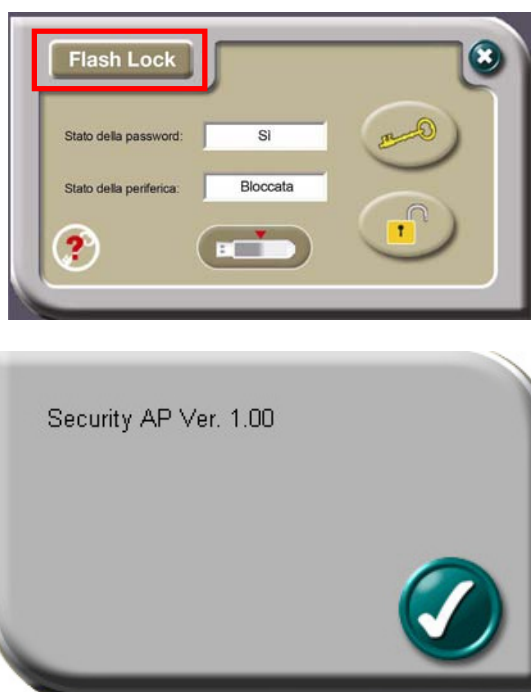 Flash Lock
Stato della password: Sì
Stato della periferica: Bloccata
?
Security AP Ver. 1.00